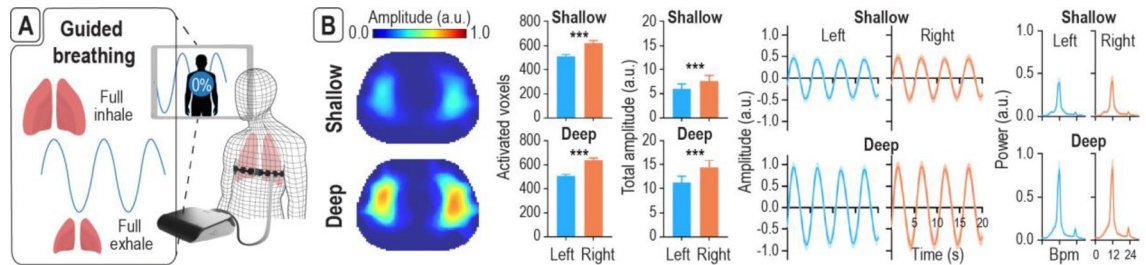 A
Guided
breathing
0%
Full
inhale
Full
exhale
B
Amplitude (a.u.)
0.0
1.0
Shallow
Deep
Activated voxels
Shallow
800
600
400
200
0
***
Deep
800
600
400
200
0
***
Left Right
Total amplitude (a.u.)
Shallow
20
15
10
5
0
***
Deep
20
15
10
5
0
***
Left Right
Amplitude (a.u.)
Shallow
Left
Right
1.0
0.5
0.0
-0.5
-1.0
Deep
1.0
0.5
0.0
-0.5
-1.0
5 10 15 20
Time (s)
Power (a.u.)
Shallow
Left
Right
1.0
0.5
0.0
Deep
1.0
0.5
0.0
Bpm
0 12 24